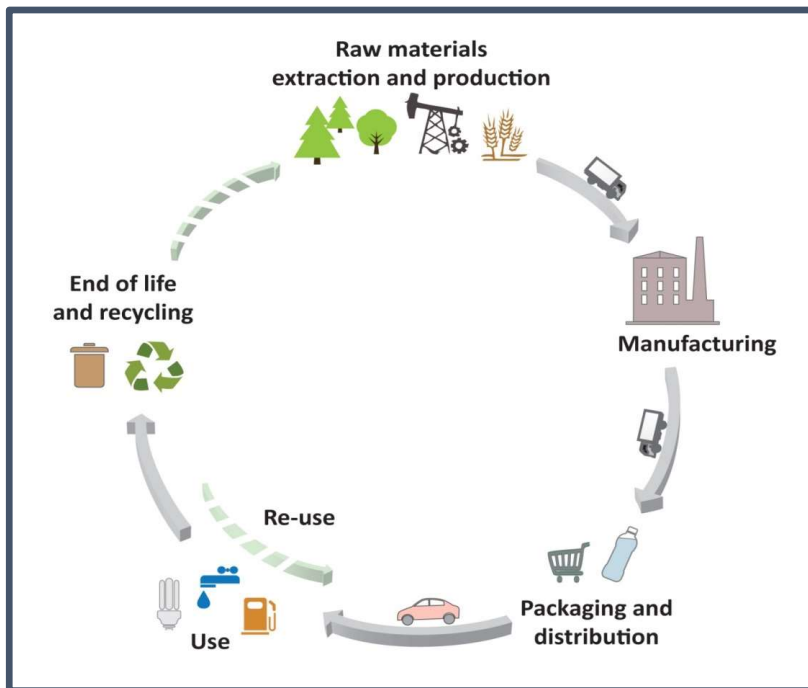 Raw materials
extraction and production
Manufacturing
Packaging and
distribution
Use
Re-use
End of life
and recycling